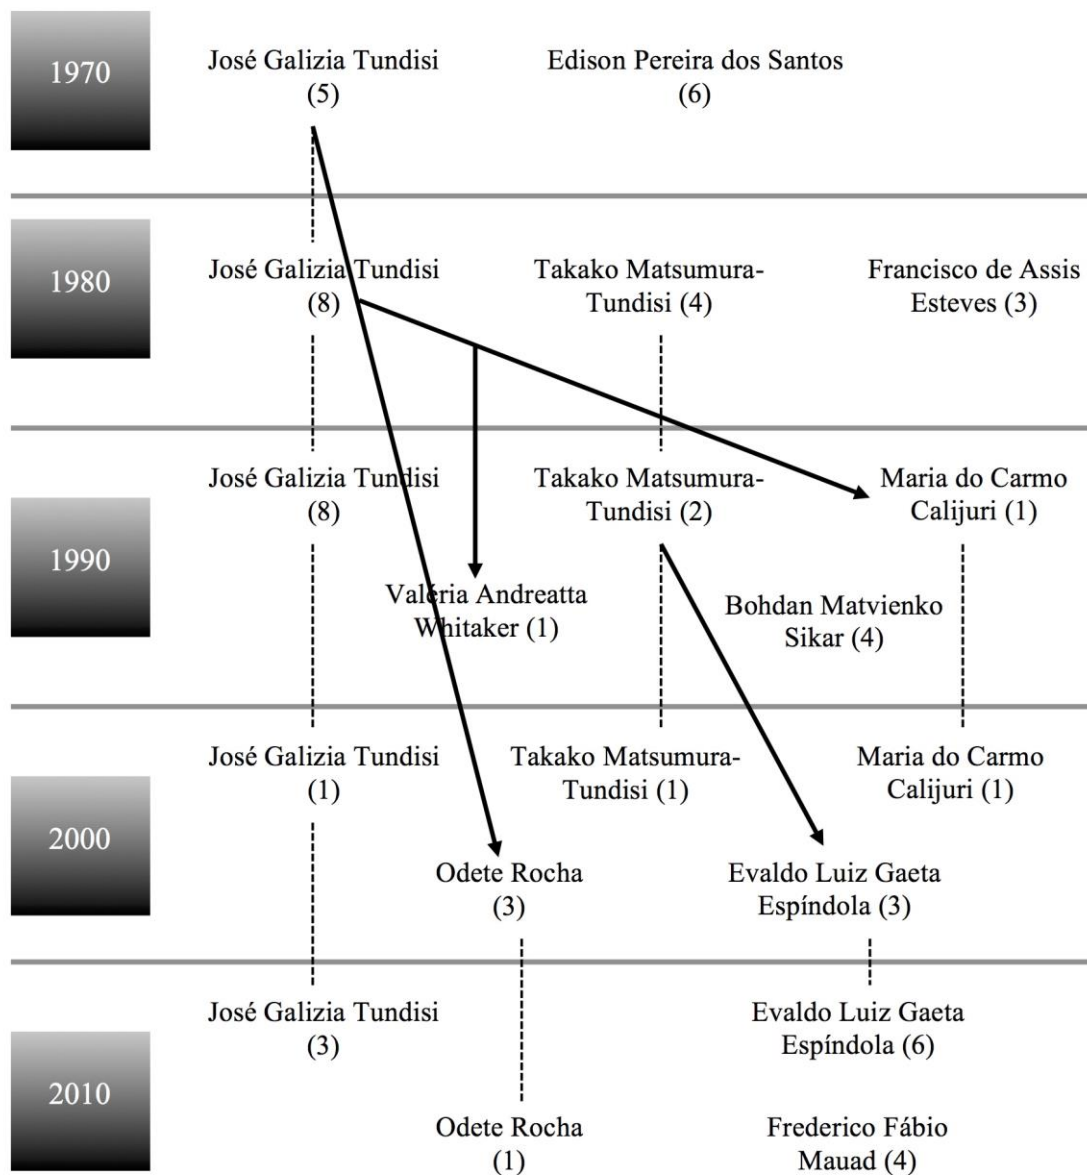 1970
José Galizia Tundisi
(5)
Edison Pereira dos Santos
(6)
1980
José Galizia Tundisi
(8)
Takako Matsumura-
Tundisi (4)
Francisco de Assis
Esteves (3)
1990
José Galizia Tundisi
(8)
Takako Matsumura-
Tundisi (2)
Maria do Carmo
Calijuri (1)
Valéria Andreatta
Whitaker (1)
Bohdan Matvienko
Sikar (4)
2000
José Galizia Tundisi
(1)
Takako Matsumura-
Tundisi (1)
Maria do Carmo
Calijuri (1)
Odete Rocha
(3)
Evaldo Luiz Gaeta
Espíndola (3)
2010
José Galizia Tundisi
(3)
Evaldo Luiz Gaeta
Espíndola (6)
Odete Rocha
(1)
Frederico Fábio
Mauad (4)